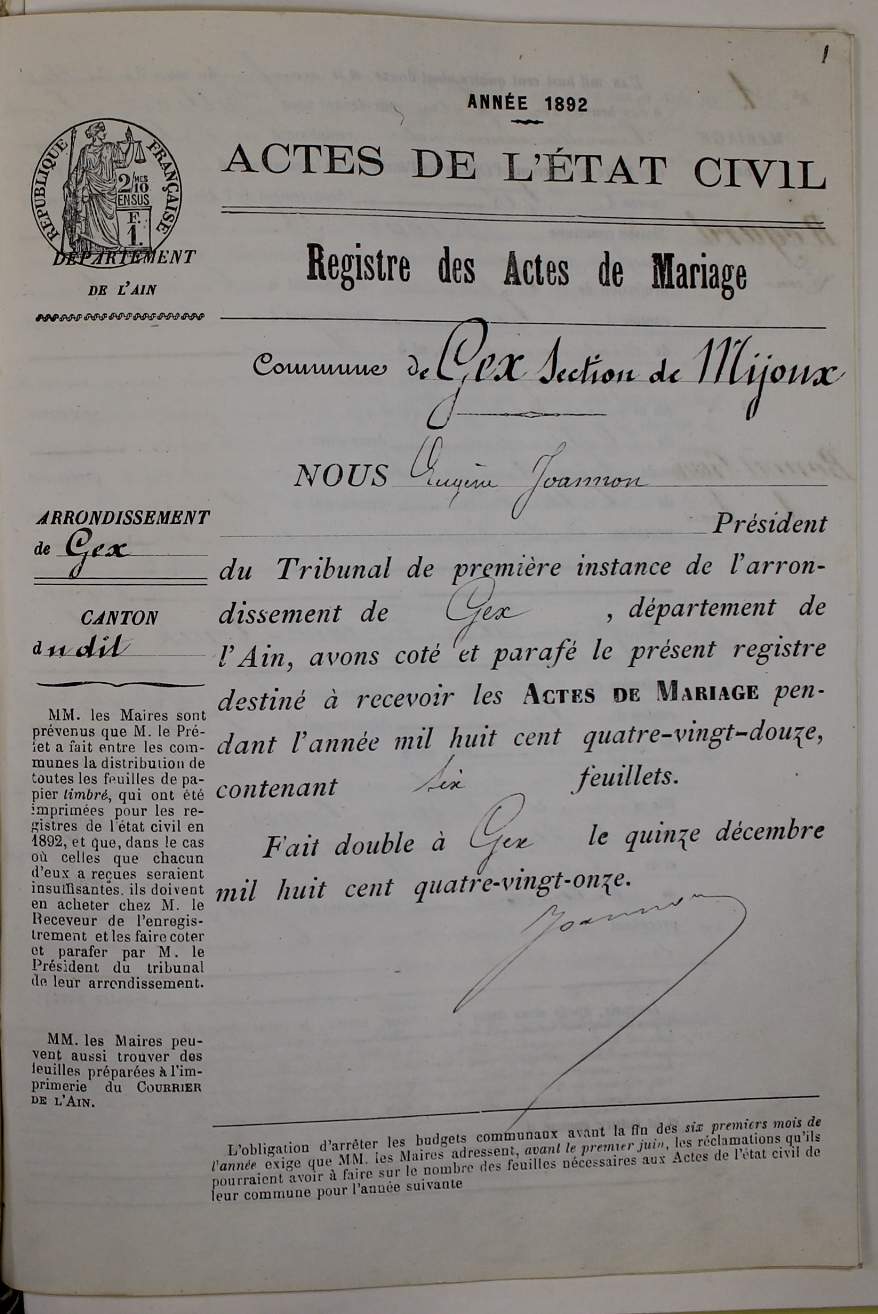 1
ANNÉE 1892
ACTES DE L'ÉTAT CIVIL
RÉPUBLIQUE FRANÇAISE
2/10 MES
EN SUS
F.
1.
DÉPARTEMENT
DE L'AIN
Registre des Actes de Mariage
Commune de Gex Section de Mijoux
NOUS Eugène Joannon
Président
ARRONDISSEMENT
de Gex
CANTON
dudit
du Tribunal de première instance de l'arron-
dissement de Gex, département de
l'Ain, avons coté et parafé le présent registre
destiné à recevoir les ACTES DE MARIAGE pen-
dant l'année mil huit cent quatre-vingt-douze,
contenant six feuillets.
Fait double à Gex le quinze décembre
mil huit cent quatre-vingt-onze.
Joannon
MM. les Maires sont
prévenus que M. le Pré-
fet a fait entre les com-
munes la distribution de
toutes les feuilles de pa-
pier timbré, qui ont été
imprimées pour les re-
gistres de l'état civil en
1892, et que, dans le cas
où celles que chacun
d'eux a reçues seraient
insuffisantes, ils doivent
en acheter chez M. le
Receveur de l'enregis-
trement et les faire coter
et parafer par M. le
Président du tribunal
de leur arrondissement.
MM. les Maires peu-
vent aussi trouver des
feuilles préparées à l'im-
primerie du COURRIER
DE L'AIN.
L'obligation d'arrêter les budgets communaux avant la fin des six premiers mois de
l'année exige que MM. les Maires adressent, avant le premier juin, les réclamations qu'ils
pourraient avoir à faire sur le nombre des feuilles nécessaires aux Actes de l'état civil de
leur commune pour l'année suivante